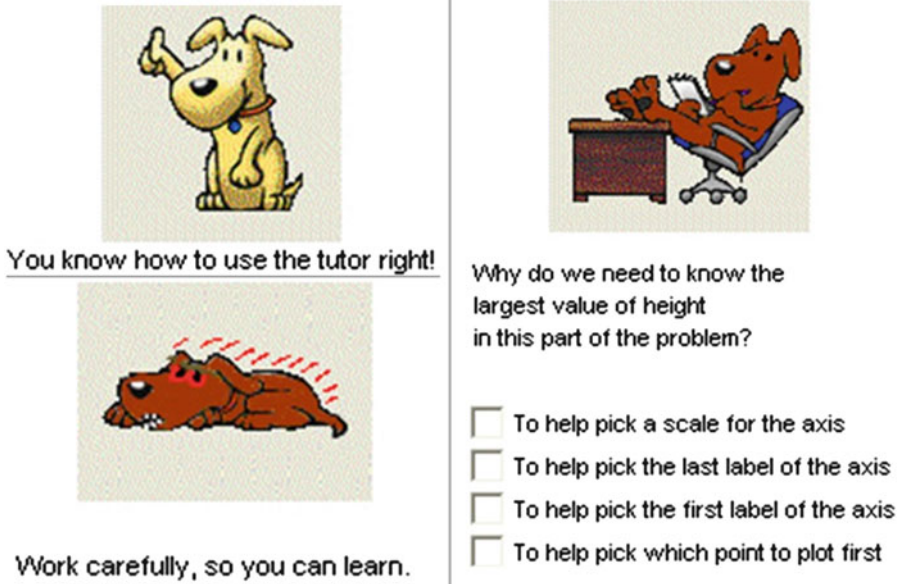 You know how to use the tutor right!
Work carefully, so you can learn.
Why do we need to know the
largest value of height
in this part of the problem?
To help pick a scale for the axis
To help pick the last label of the axis
To help pick the first label of the axis
To help pick which point to plot first